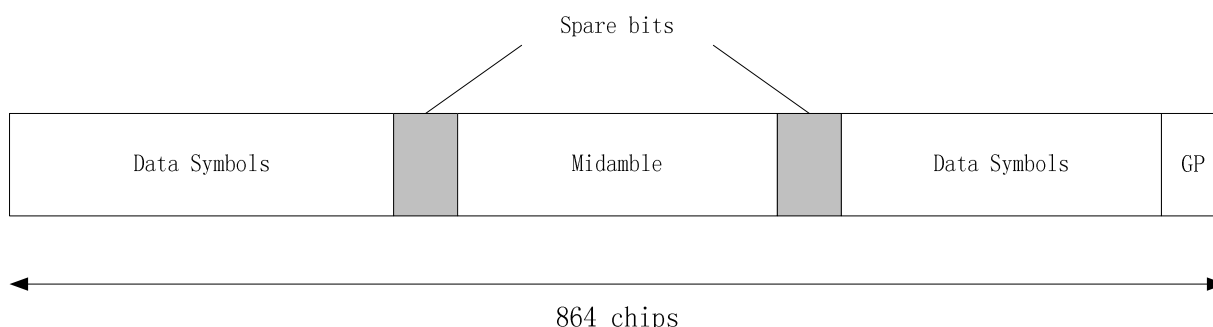 Spare bits
Data Symbols
Midamble
Data Symbols
GP
864 chips